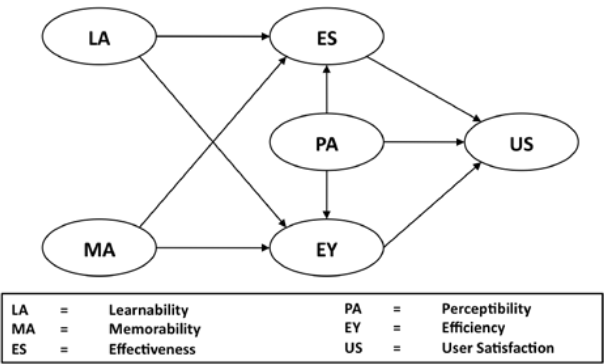 LA
ES
PA
US
MA
EY
LA = Learnability PA = Perceptibility
MA = Memorability EY = Efficiency
ES = Effectiveness US = User Satisfaction